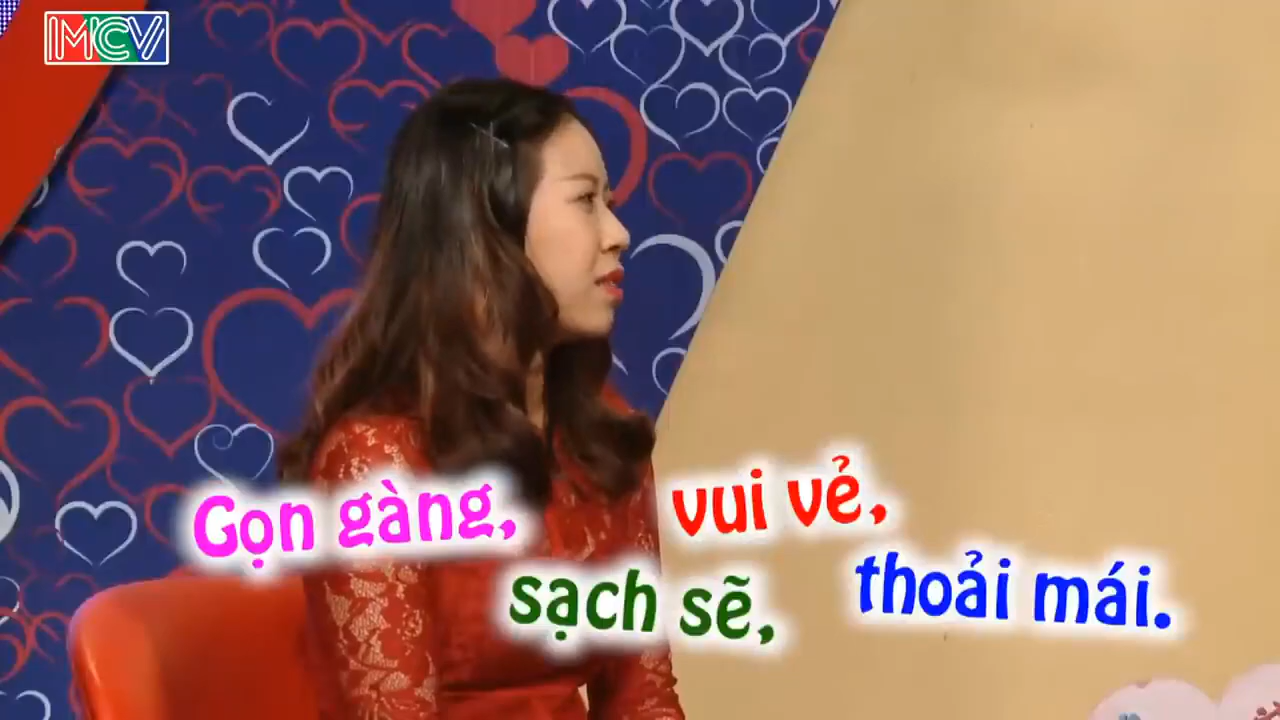 MCV
Gọn gàng,
sạch sẽ,
vui vẻ,
thoải mái.